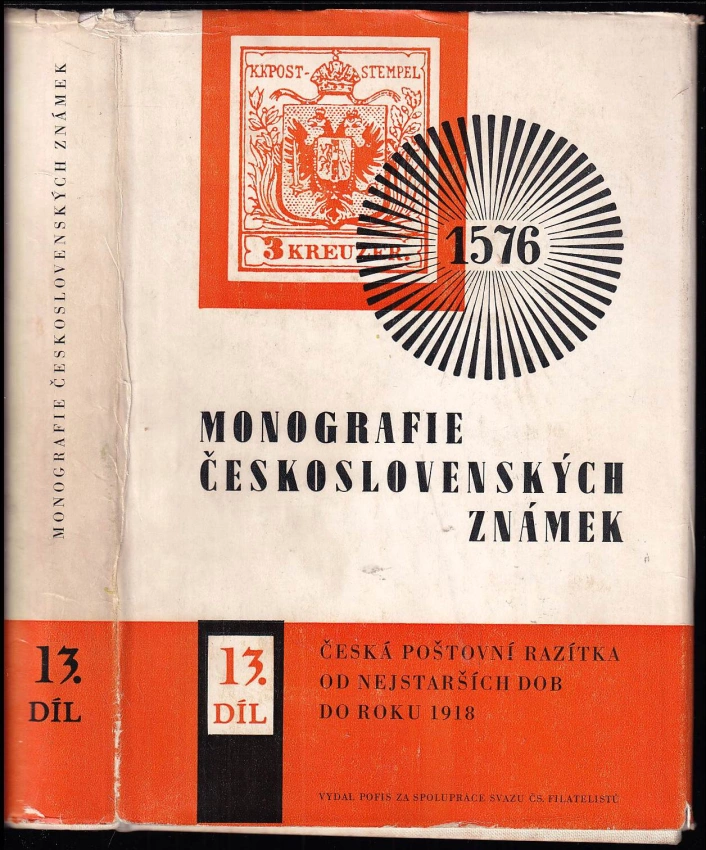 MONOGRAFIE ČESKOSLOVENSKÝCH ZNÁMEK
13.
DÍL
KKPOST-STEMPEL
3 KREUZER.
1576
MONOGRAFIE
ČESKOSLOVENSKÝCH
ZNÁMEK
13.
DÍL
ČESKÁ POŠTOVNÍ RAZÍTKA
OD NEJSTARŠÍCH DOB
DO ROKU 1918
VYDAL POFIS ZA SPOLUPRÁCE SVAZU ČS. FILATELISTŮ